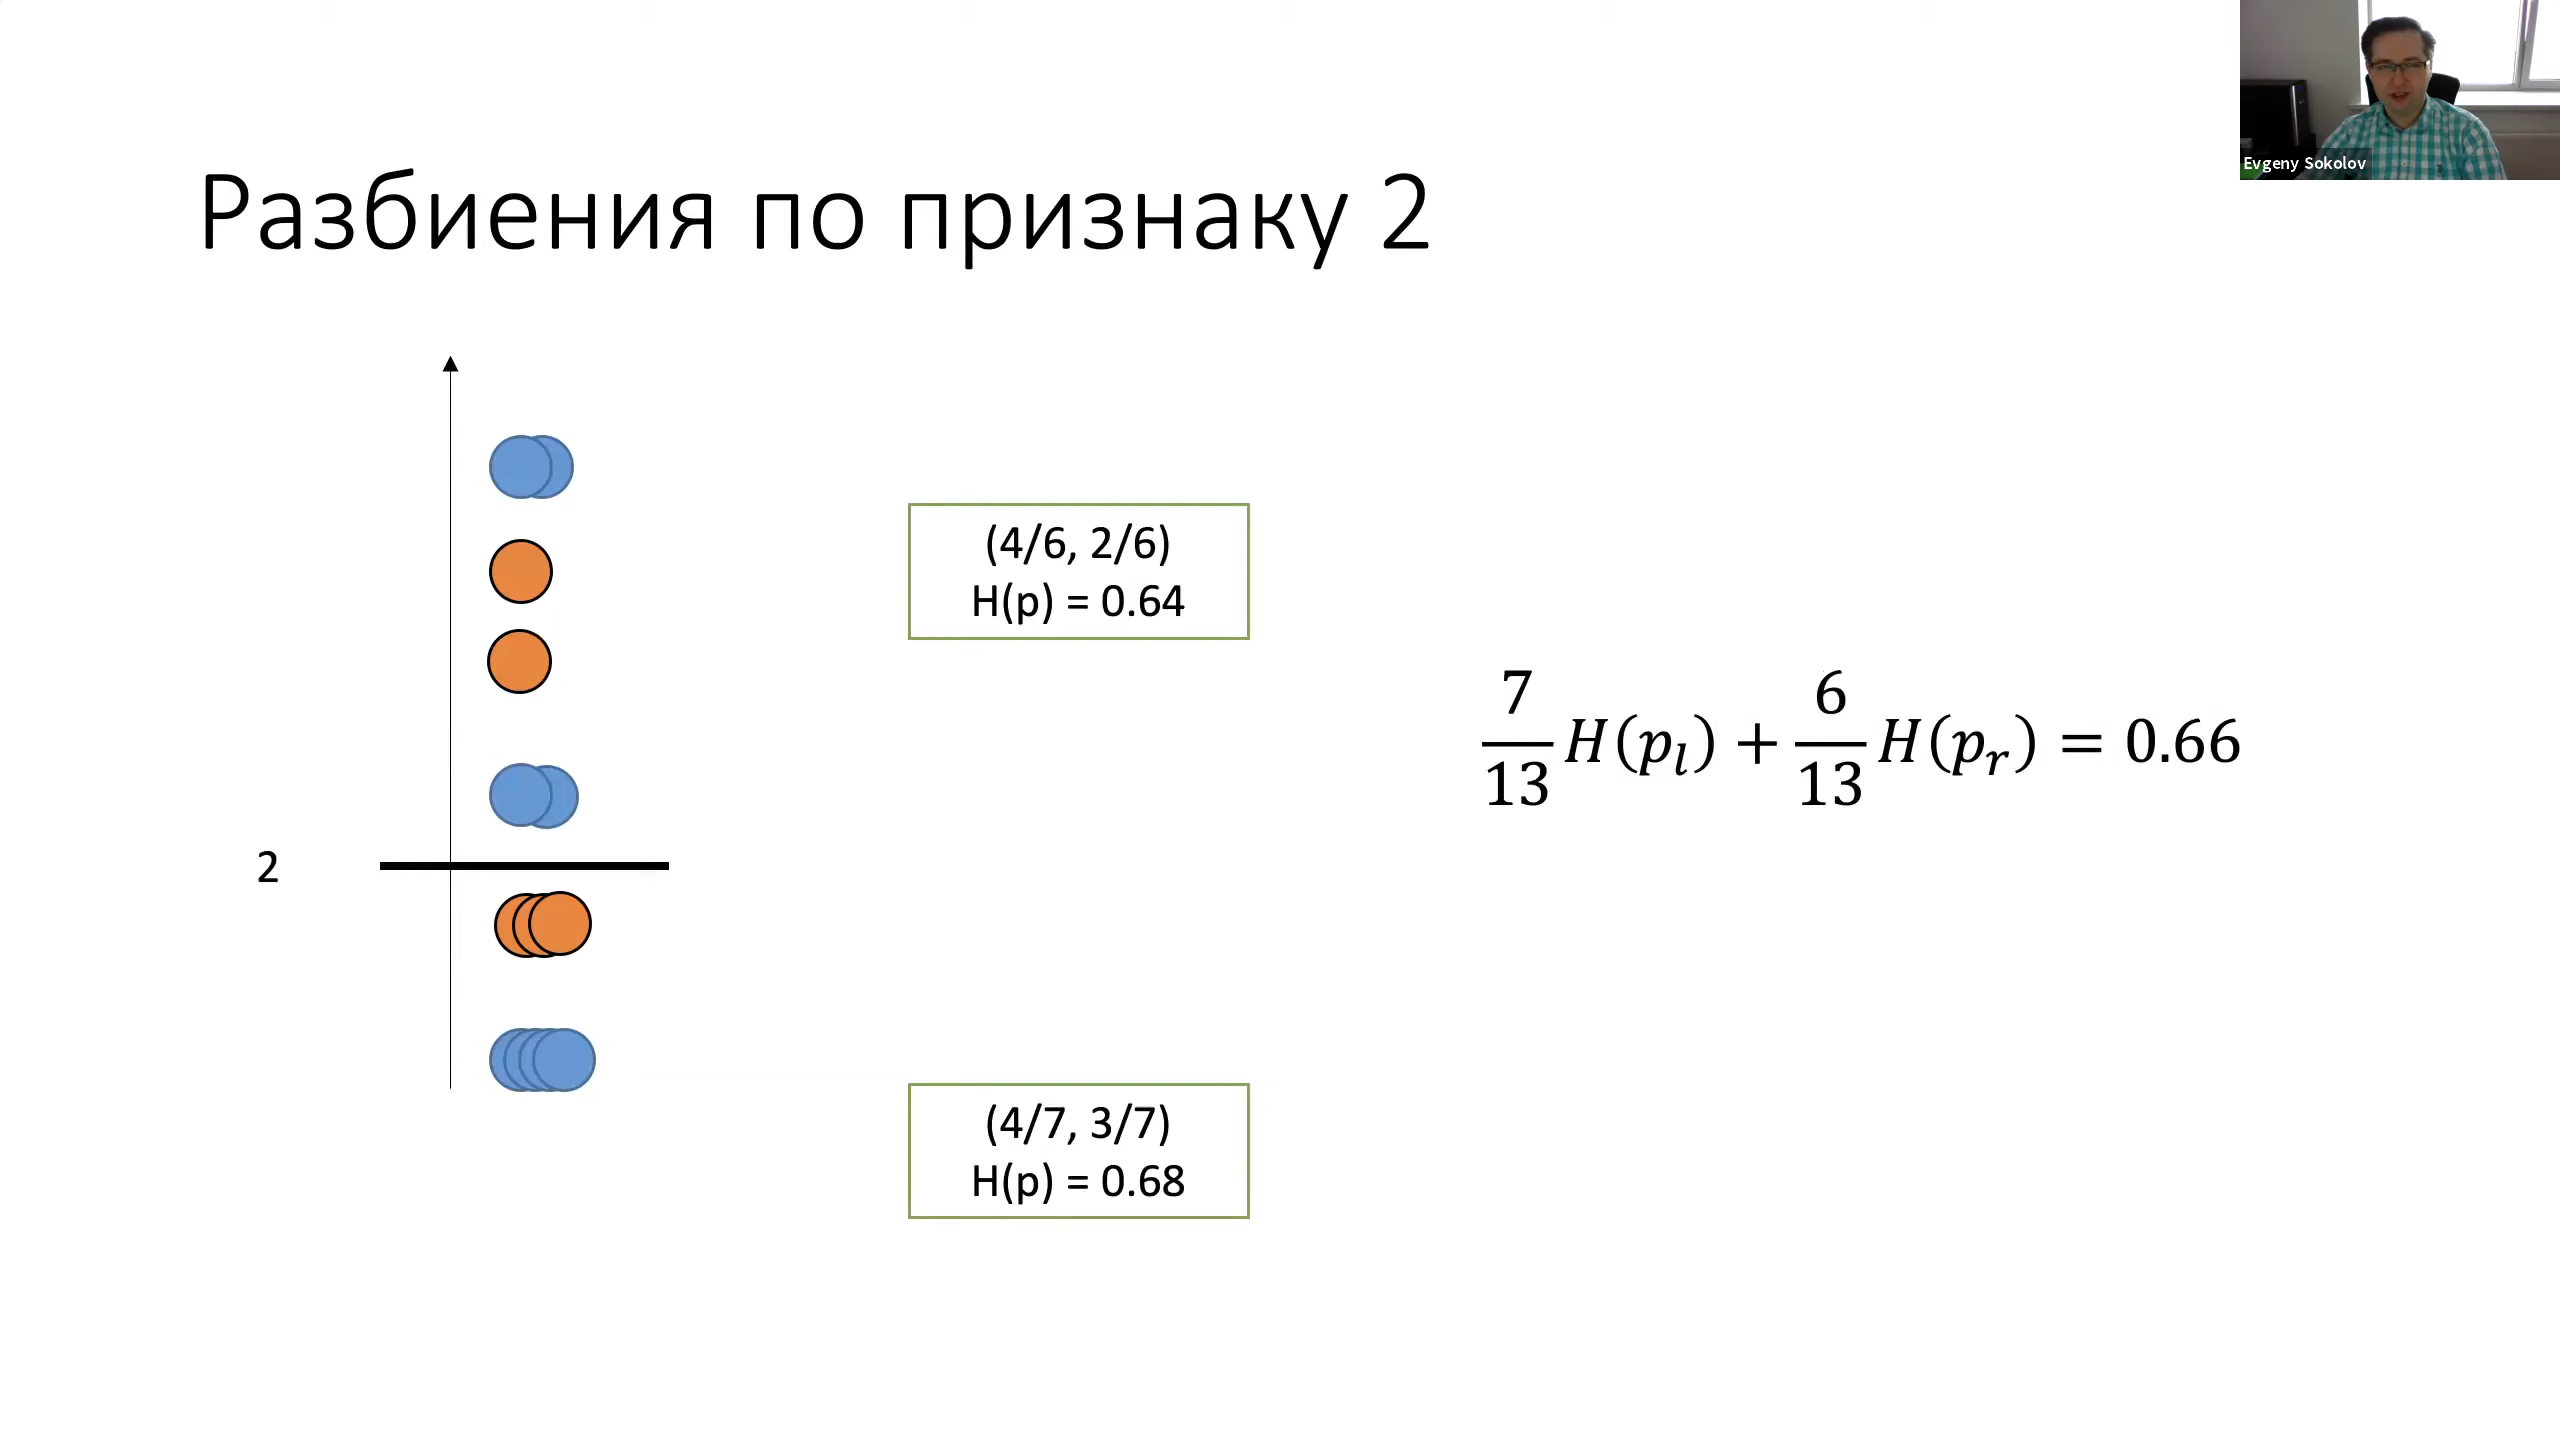 Evgeny Sokolov
Разбиения по признаку 2
(4/6, 2/6)
H(p) = 0.64
7/13 H(p_l) + 6/13 H(p_r) = 0.66
2
(4/7, 3/7)
H(p) = 0.68